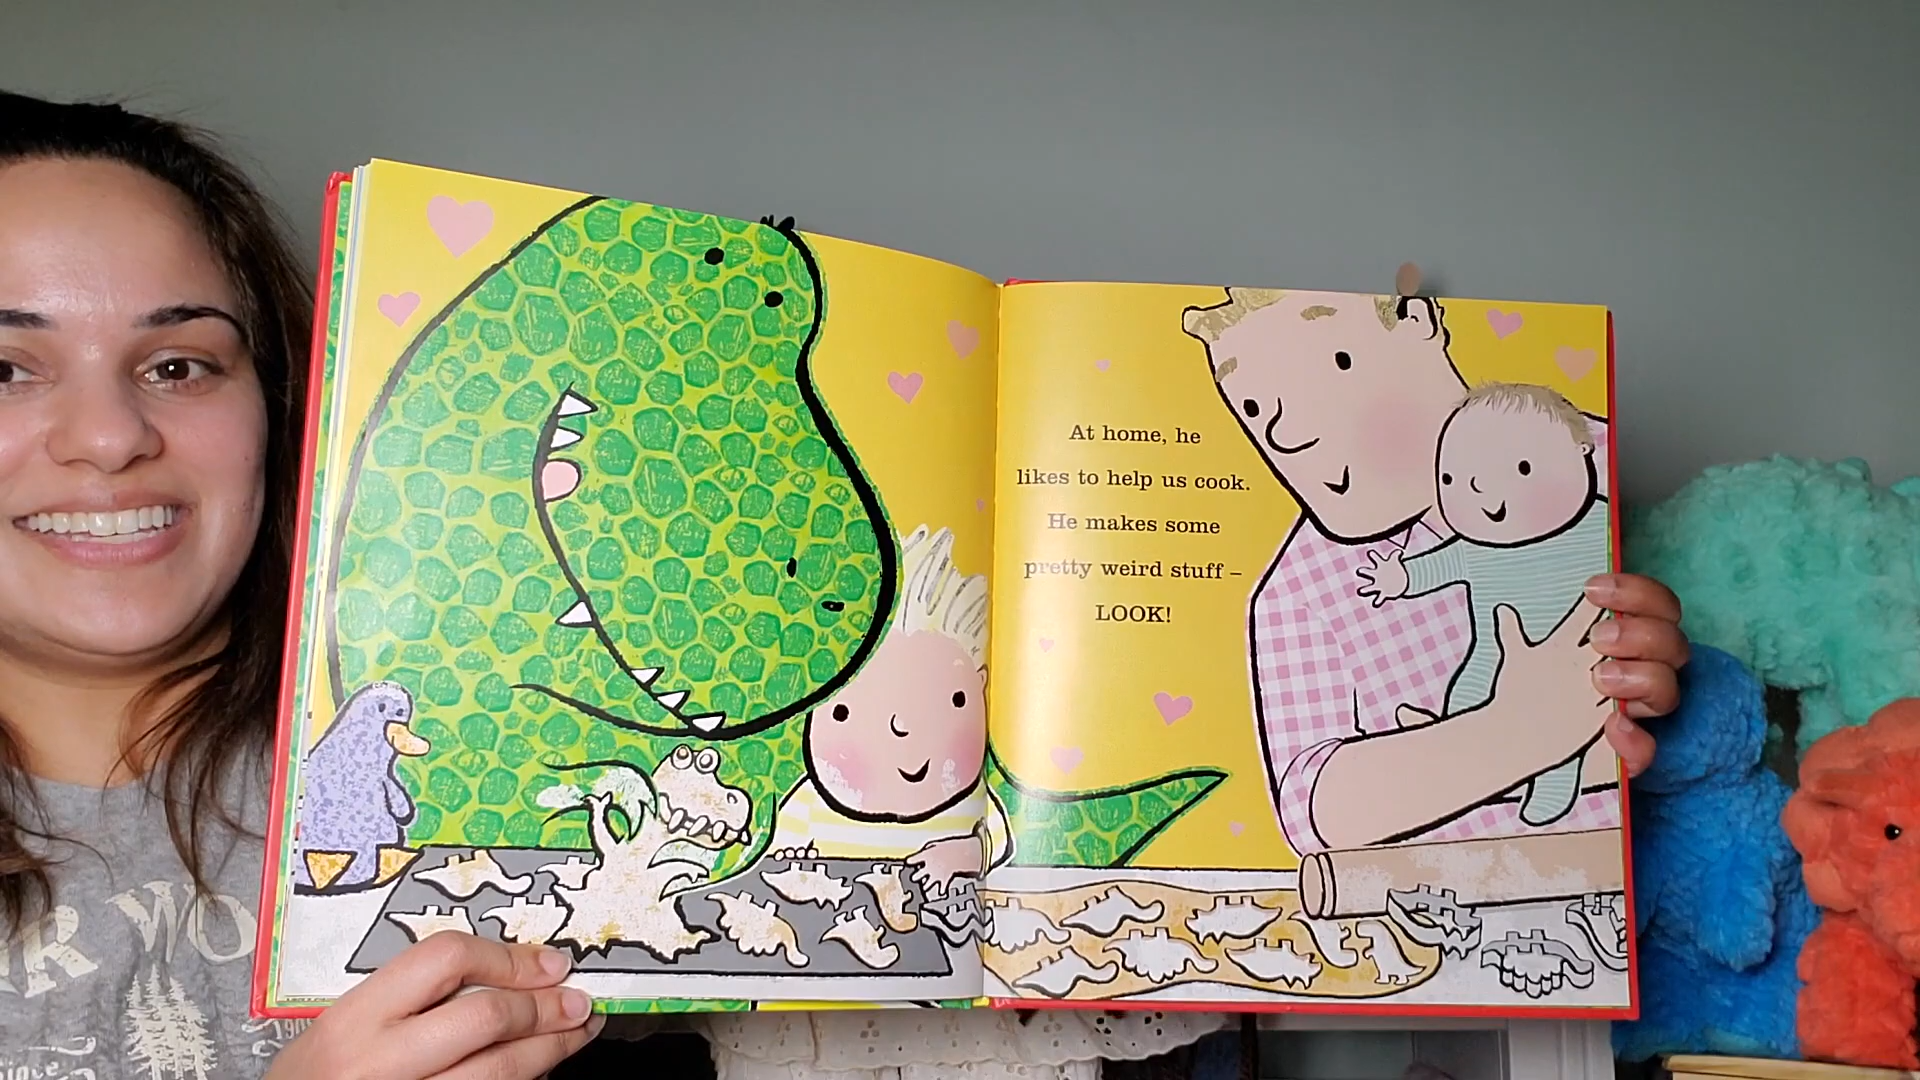 At home, he
likes to help us cook.
He makes some
pretty weird stuff –
LOOK!